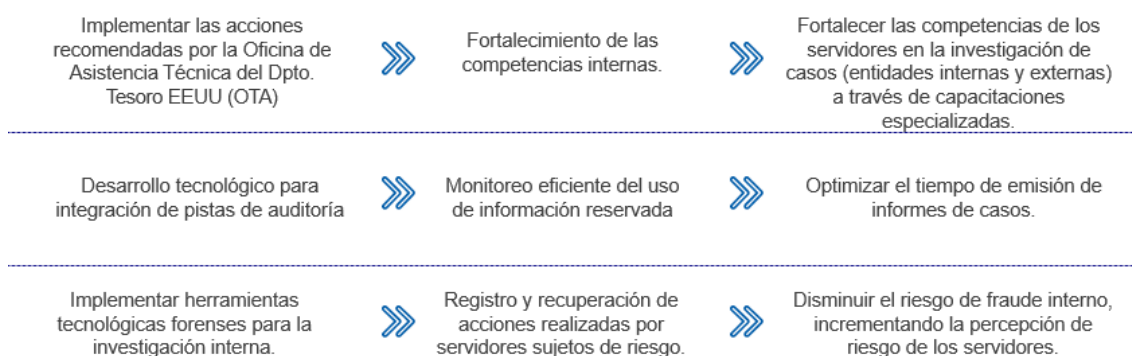 Implementar las acciones
recomendadas por la Oficina de
Asistencia Técnica del Dpto.
Tesoro EEUU (OTA)
Fortalecimiento de las
competencias internas.
Fortalecer las competencias de los
servidores en la investigación de
casos (entidades internas y externas)
a través de capacitaciones
especializadas.
Desarrollo tecnológico para
integración de pistas de auditoría
Monitoreo eficiente del uso
de información reservada
Optimizar el tiempo de emisión de
informes de casos.
Implementar herramientas
tecnológicas forenses para la
investigación interna.
Registro y recuperación de
acciones realizadas por
servidores sujetos de riesgo.
Disminuir el riesgo de fraude interno,
incrementando la percepción de
riesgo de los servidores.